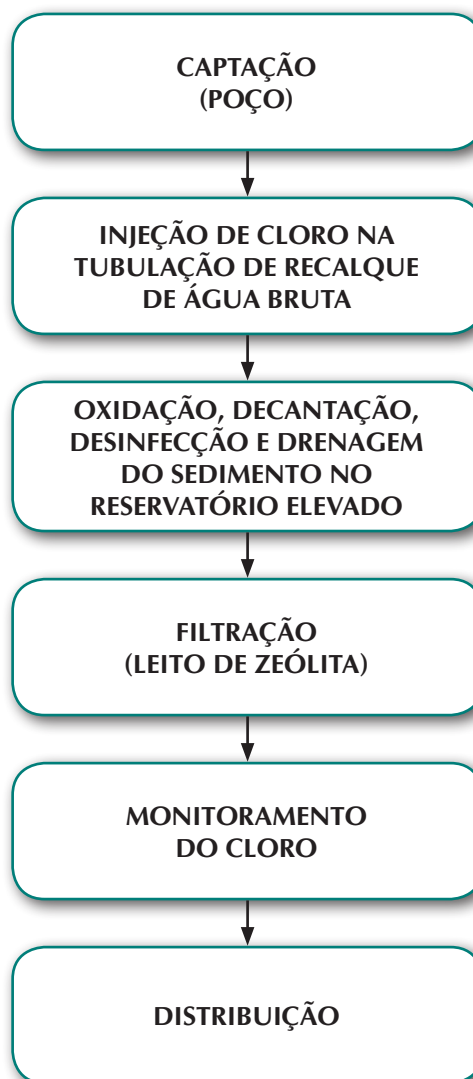 CAPTAÇÃO
(POÇO)
INJEÇÃO DE CLORO NA
TUBULAÇÃO DE RECALQUE
DE ÁGUA BRUTA
OXIDAÇÃO, DECANTAÇÃO,
DESINFECÇÃO E DRENAGEM
DO SEDIMENTO NO
RESERVATÓRIO ELEVADO
FILTRAÇÃO
(LEITO DE ZEÓLITA)
MONITORAMENTO
DO CLORO
DISTRIBUIÇÃO